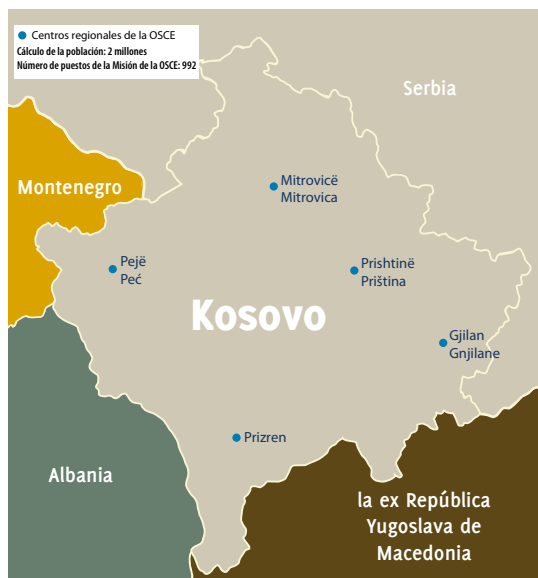 Centros regionales de la OSCE
Cálculo de la población: 2 millones
Número de puestos de la Misión de la OSCE: 992
Serbia
Montenegro
Mitrovicë
Mitrovica
Pejë
Peć
Prishtinë
Priština
Kosovo
Gjilan
Gnjilane
Prizren
Albania
la ex República
Yugoslava de
Macedonia